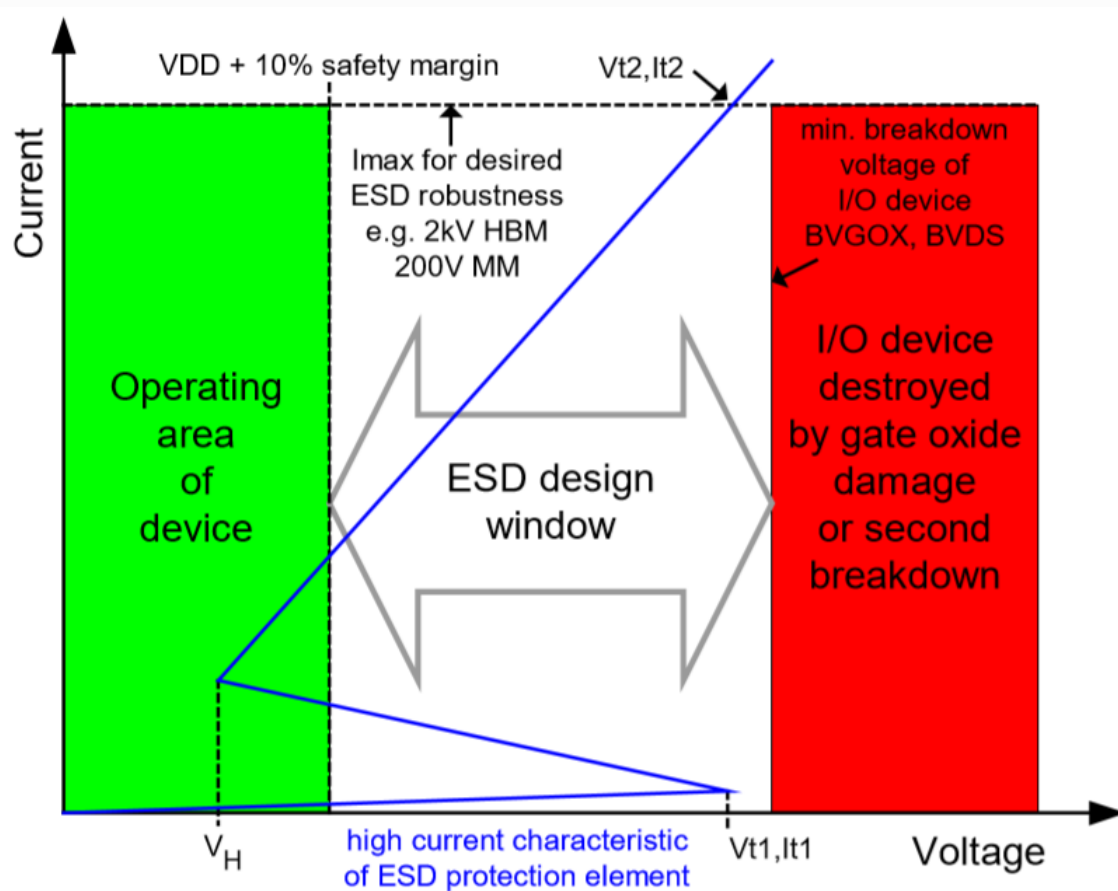 VDD + 10% safety margin
Vt2,It2
Current
Imax for desired
ESD robustness
e.g. 2kV HBM
200V MM
min. breakdown
voltage of
I/O device
BVGOX, BVDS
Operating
area
of
device
ESD design
window
I/O device
destroyed
by gate oxide
damage
or second
breakdown
VH
high current characteristic
of ESD protection element
Vt1,It1
Voltage